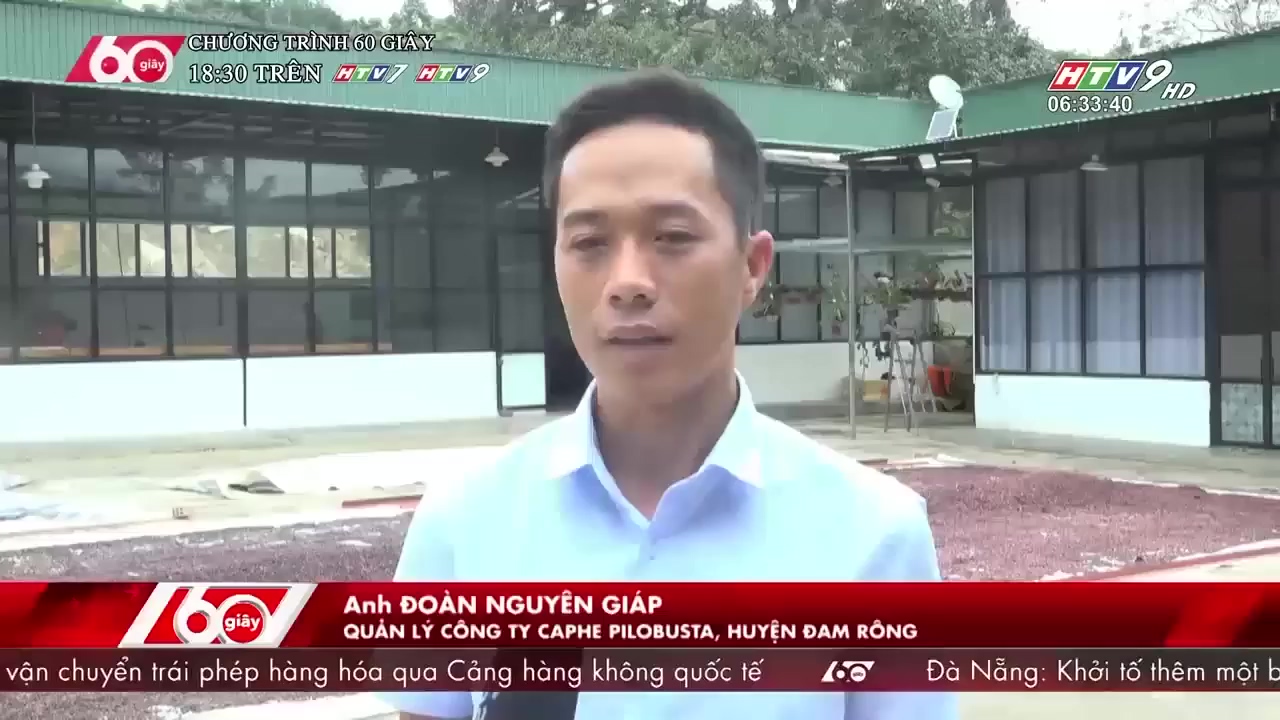 60 giây
CHƯƠNG TRÌNH 60 GIÂY
18:30 TRÊN HTV7 HTV9
HTV9 HD
06:33:40
60 giây
Anh ĐOÀN NGUYÊN GIÁP
QUẢN LÝ CÔNG TY CAPHE PILOBUSTA, HUYỆN ĐAM RÔNG
vận chuyển trái phép hàng hóa qua Cảng hàng không quốc tế 60 Đà Nẵng: Khởi tố thêm một b